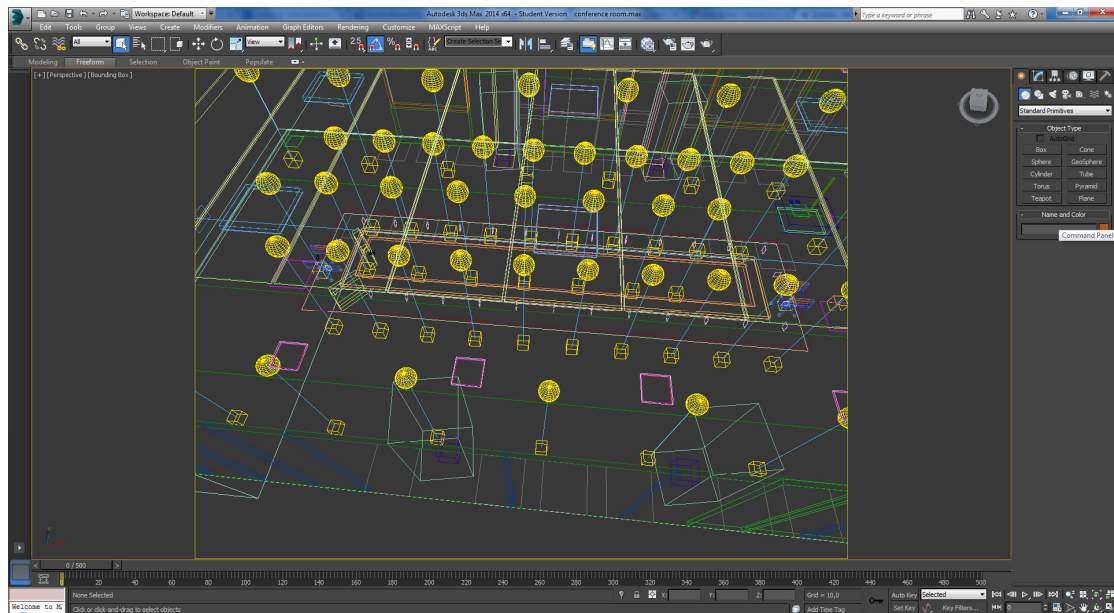 Workspace: Default
Autodesk 3ds Max 2014 x64 - Student Version conference room.max
Type a keyword or phrase
Edit Tools Group Views Create Modifiers Animation Graph Editors Rendering Customize MAXScript Help
All View 2.5 Create Selection Se
Modeling Freeform Selection Object Paint Populate
[+][Perspective][Bounding Box]
Standard Primitives
- Object Type
AutoGrid
Box Cone
Sphere GeoSphere
Cylinder Tube
Torus Pyramid
Teapot Plane
- Name and Color
Command Panel
0 / 500
0 20 40 60 80 100 120 140 160 180 200 220 240 260 280 300 320 340 360 380 400 420 440 460 480 500
None Selected X: Y: Z: Grid = 10,0 Auto Key Selected
Welcome to M Click or click-and-drag to select objects Add Time Tag Set Key Key Filters... 0